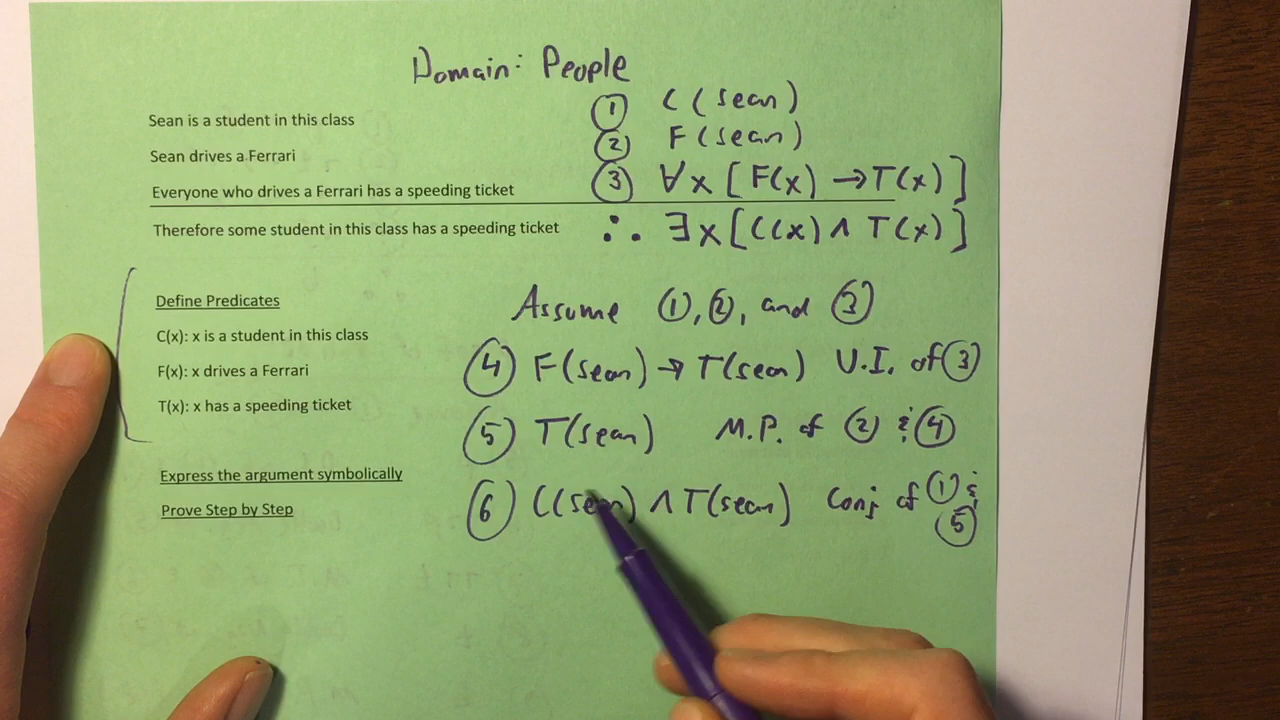 Domain: People
Sean is a student in this class ① C(sean)
Sean drives a Ferrari ② F(sean)
Everyone who drives a Ferrari has a speeding ticket ③ ∀x[F(x)→T(x)]
Therefore some student in this class has a speeding ticket ∴ ∃x[C(x)∧T(x)]
Define Predicates
C(x): x is a student in this class
F(x): x drives a Ferrari
T(x): x has a speeding ticket
Express the argument symbolically
Prove Step by Step
Assume ①, ②, and ③
④ F(sean)→T(sean) U.I. of ③
⑤ T(sean) M.P. of ② & ④
⑥ C(sean)∧T(sean) Conj of ① &
⑤